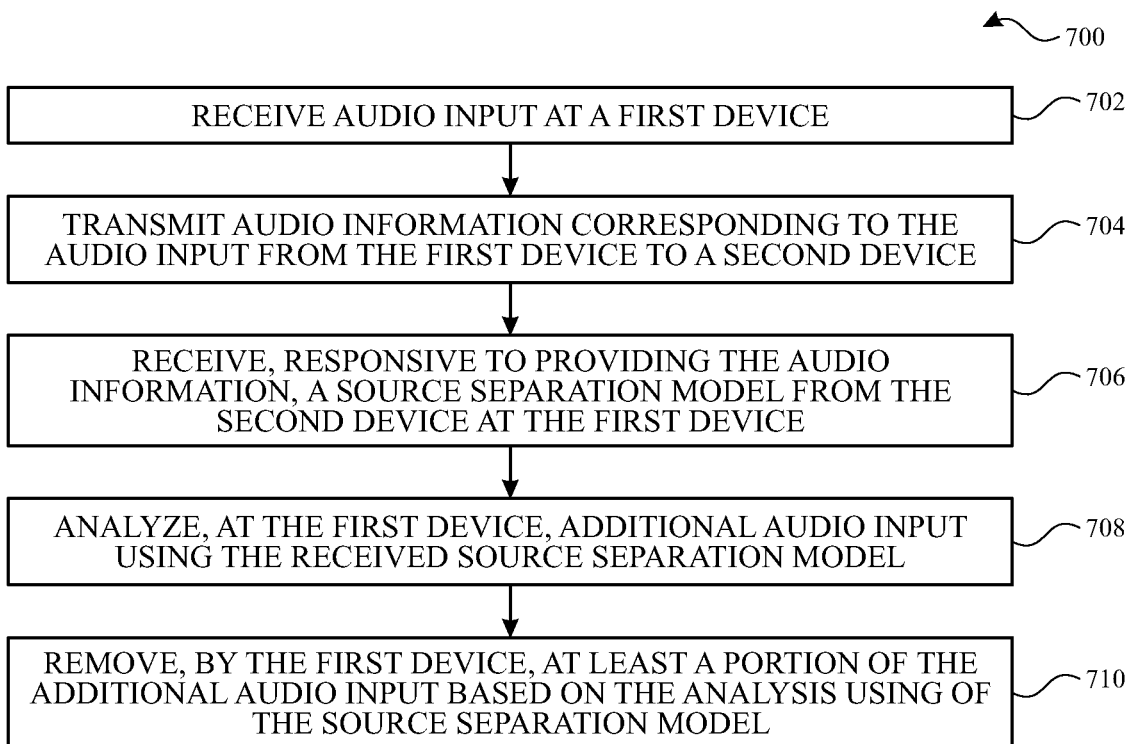 700
RECEIVE AUDIO INPUT AT A FIRST DEVICE
702
TRANSMIT AUDIO INFORMATION CORRESPONDING TO THE
AUDIO INPUT FROM THE FIRST DEVICE TO A SECOND DEVICE
704
RECEIVE, RESPONSIVE TO PROVIDING THE AUDIO
INFORMATION, A SOURCE SEPARATION MODEL FROM THE
SECOND DEVICE AT THE FIRST DEVICE
706
ANALYZE, AT THE FIRST DEVICE, ADDITIONAL AUDIO INPUT
USING THE RECEIVED SOURCE SEPARATION MODEL
708
REMOVE, BY THE FIRST DEVICE, AT LEAST A PORTION OF THE
ADDITIONAL AUDIO INPUT BASED ON THE ANALYSIS USING OF
THE SOURCE SEPARATION MODEL
710